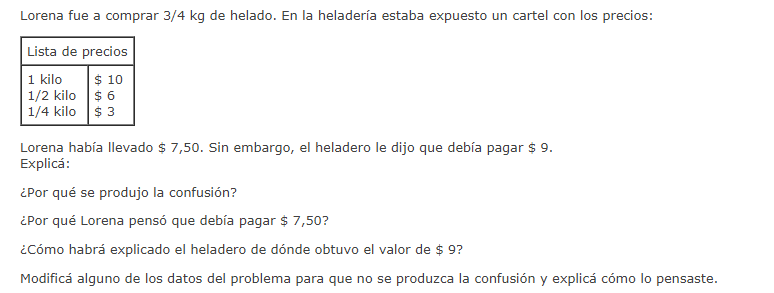 Lorena fue a comprar 3/4 kg de helado. En la heladería estaba expuesto un cartel con los precios:
Lista de precios
1 kilo $ 10
1/2 kilo $ 6
1/4 kilo $ 3
Lorena había llevado $ 7,50. Sin embargo, el heladero le dijo que debía pagar $ 9.
Explicá:
¿Por qué se produjo la confusión?
¿Por qué Lorena pensó que debía pagar $ 7,50?
¿Cómo habrá explicado el heladero de dónde obtuvo el valor de $ 9?
Modificá alguno de los datos del problema para que no se produzca la confusión y explicá cómo lo pensaste.